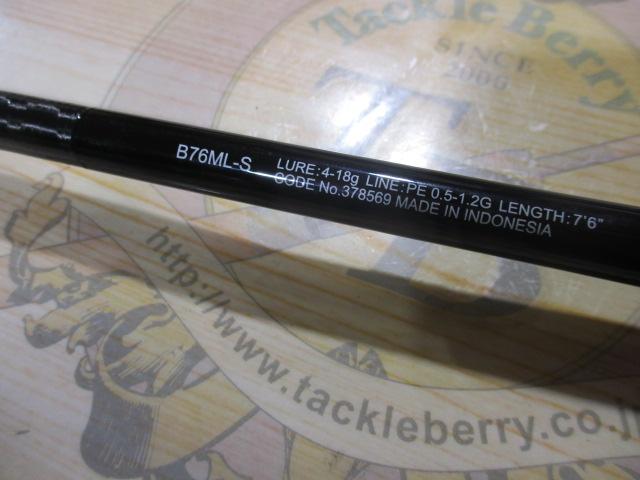 Tackle Berry
SINCE
2006
TB
B76ML-S LURE:4-18g LINE:PE 0.5-1.2G LENGTH:7'6"
CODE No.378569 MADE IN INDONESIA
http://www.tackleberry.co.j